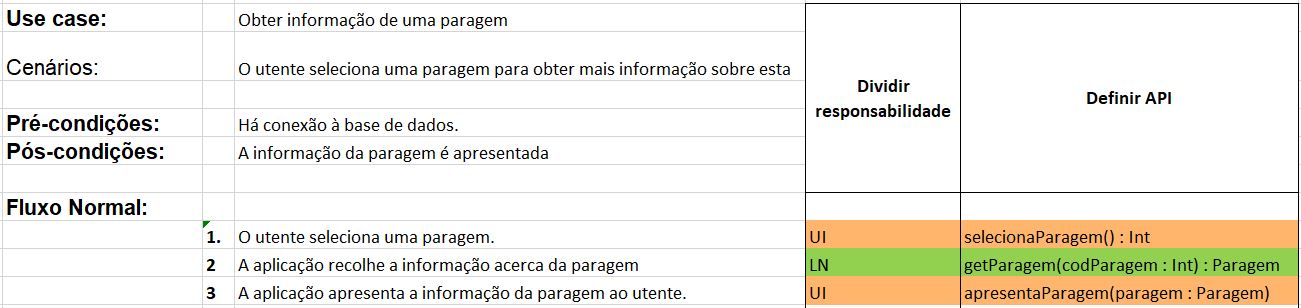 Use case: Obter informação de uma paragem
Cenários: O utente seleciona uma paragem para obter mais informação sobre esta
Dividir
responsabilidade
Definir API
Pré-condições: Há conexão à base de dados.
Pós-condições: A informação da paragem é apresentada
Fluxo Normal:
1. O utente seleciona uma paragem. UI selecionaParagem() : Int
2 A aplicação recolhe a informação acerca da paragem LN getParagem(codParagem : Int) : Paragem
3 A aplicação apresenta a informação da paragem ao utente. UI apresentaParagem(paragem : Paragem)